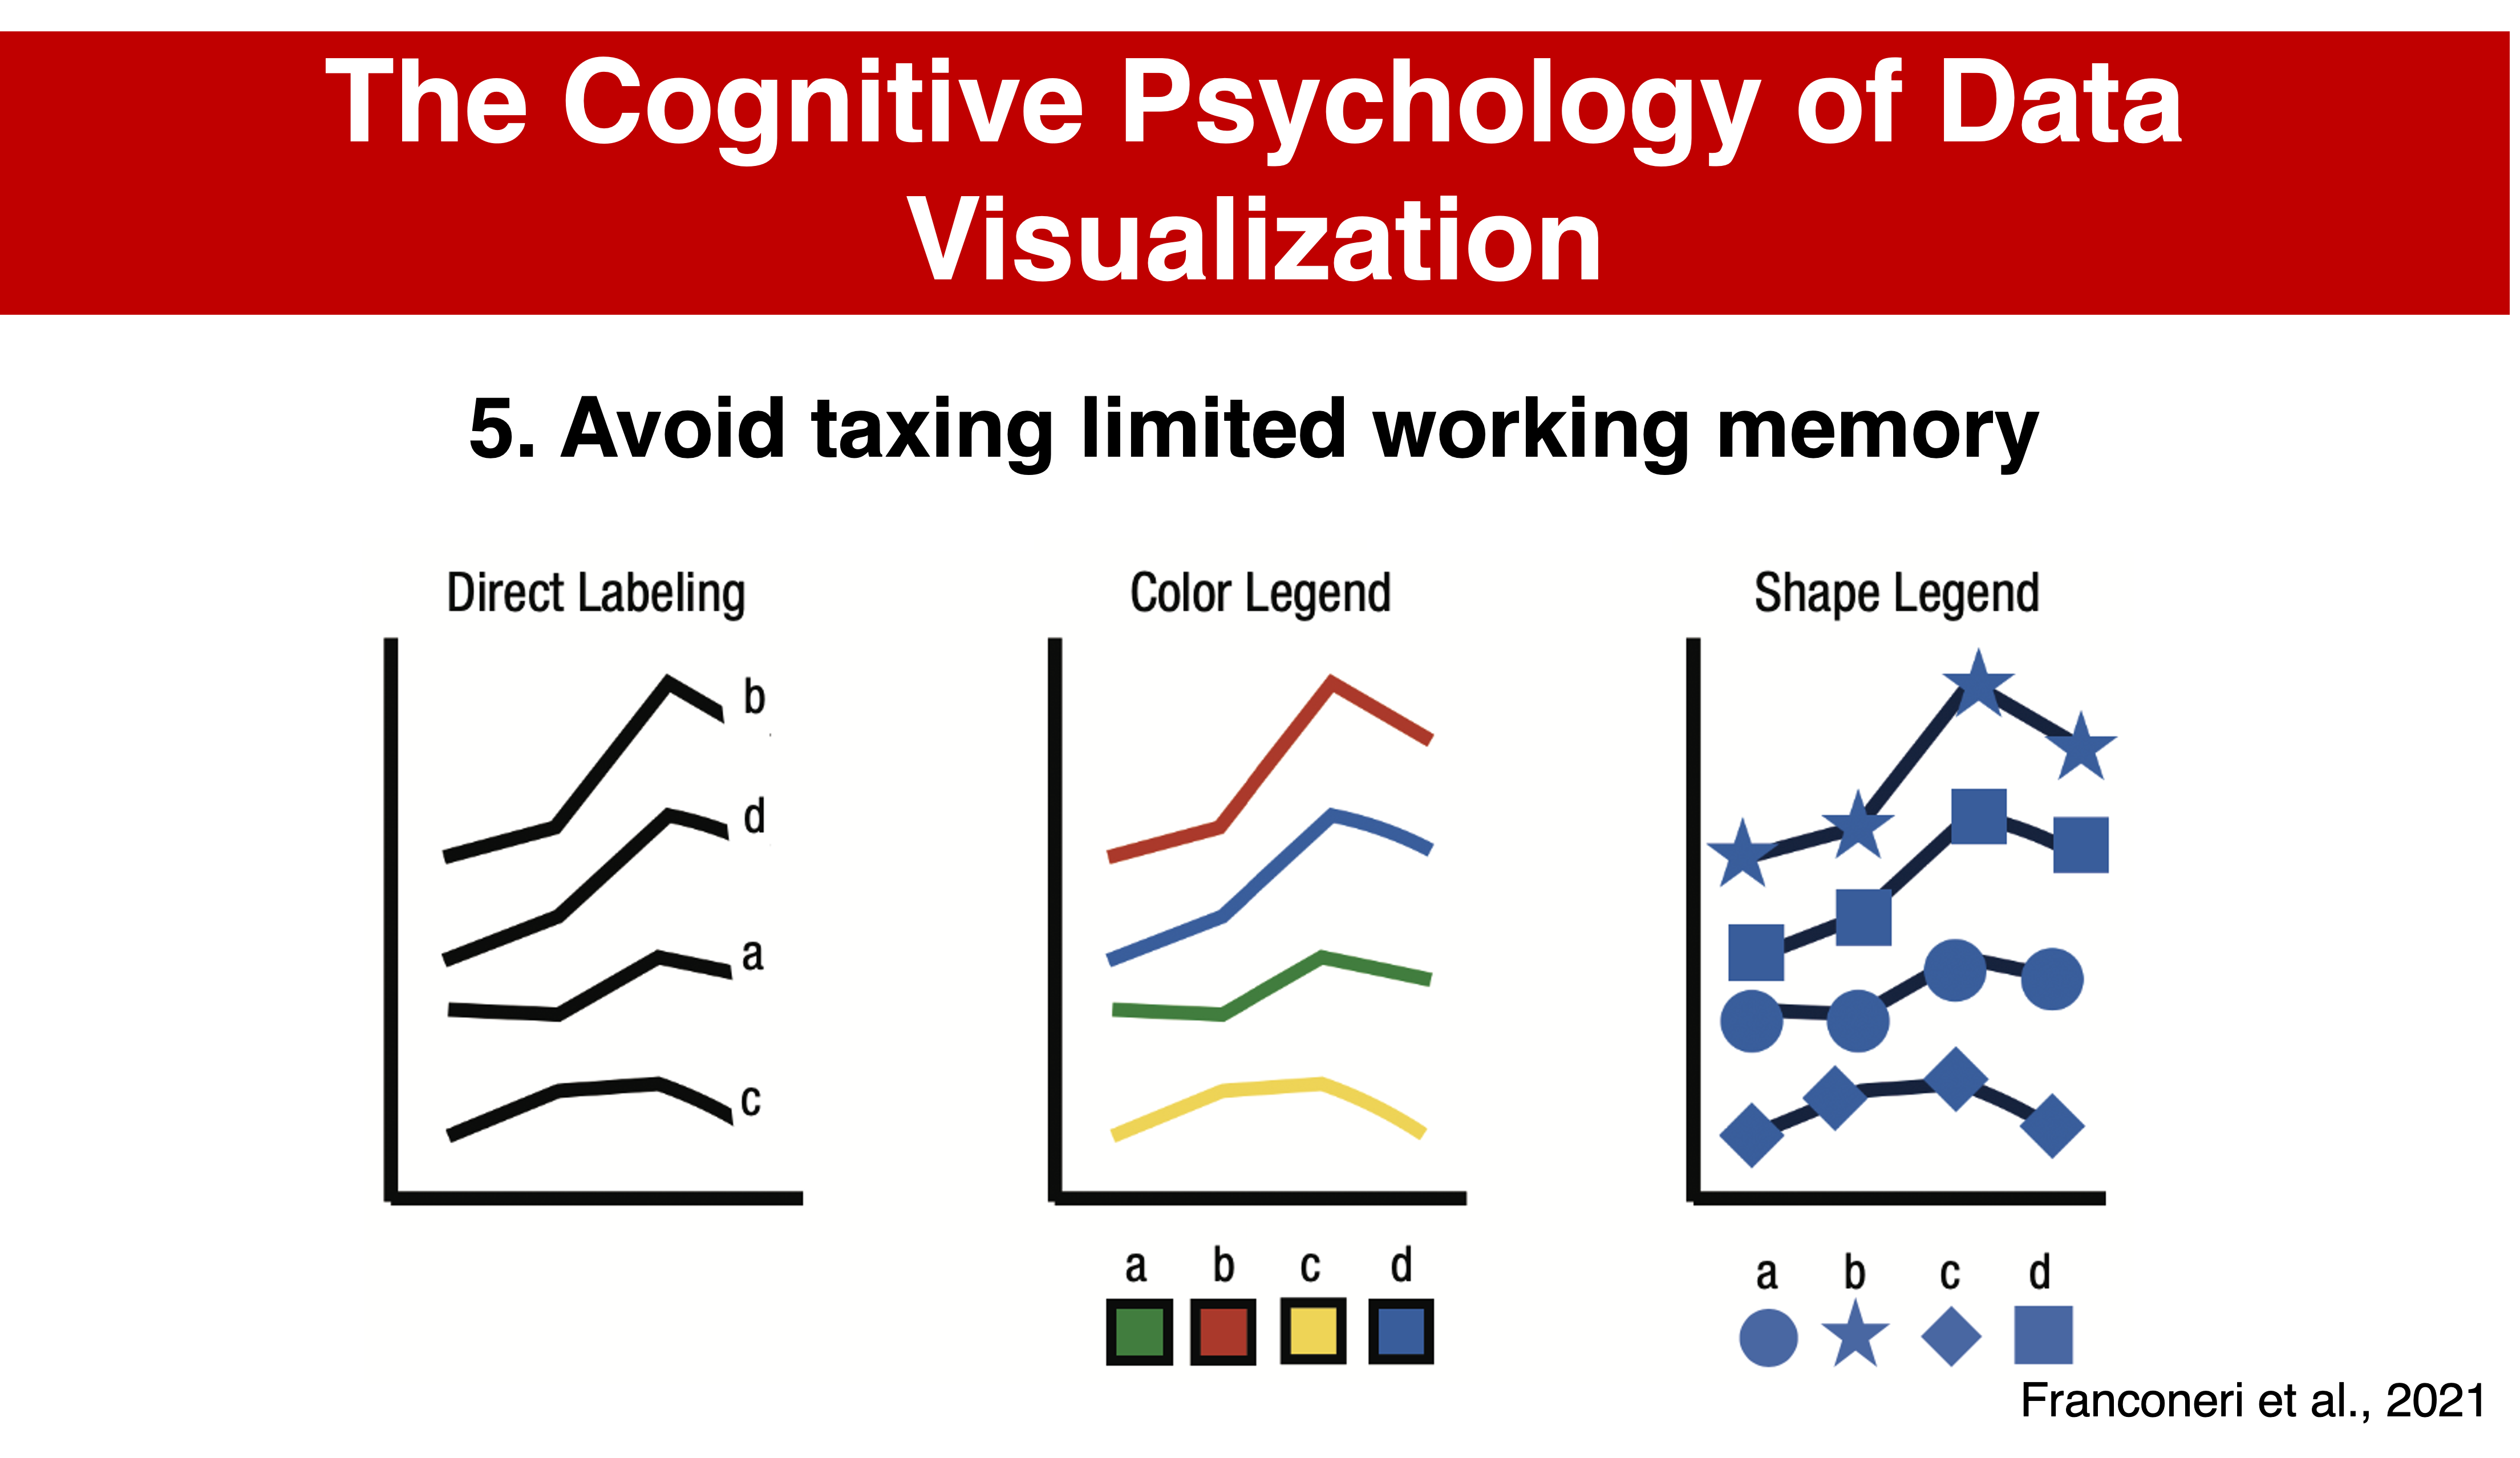 The Cognitive Psychology of Data
Visualization
5. Avoid taxing limited working memory
Direct Labeling
b
d
a
c
Color Legend
a b c d
Shape Legend
a b c d
Franconeri et al., 2021